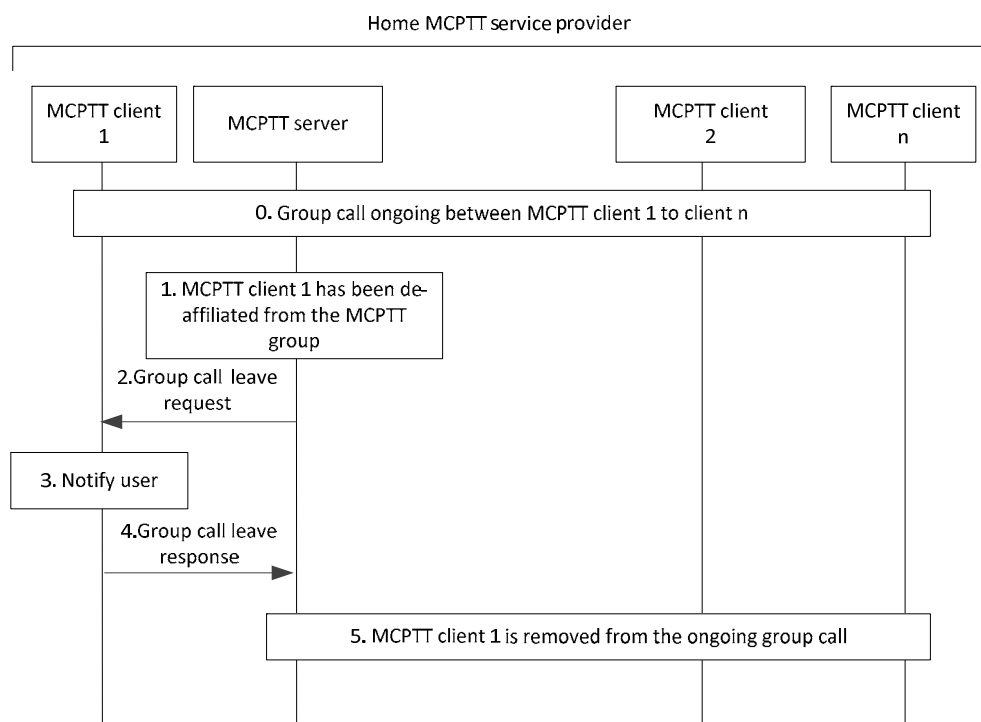 Home MCPTT service provider
MCPTT client
1
MCPTT server
MCPTT client
2
MCPTT client
n
0. Group call ongoing between MCPTT client 1 to client n
1. MCPTT client 1 has been de-
affiliated from the MCPTT
group
2.Group call leave
request
3. Notify user
4.Group call leave
response
5. MCPTT client 1 is removed from the ongoing group call